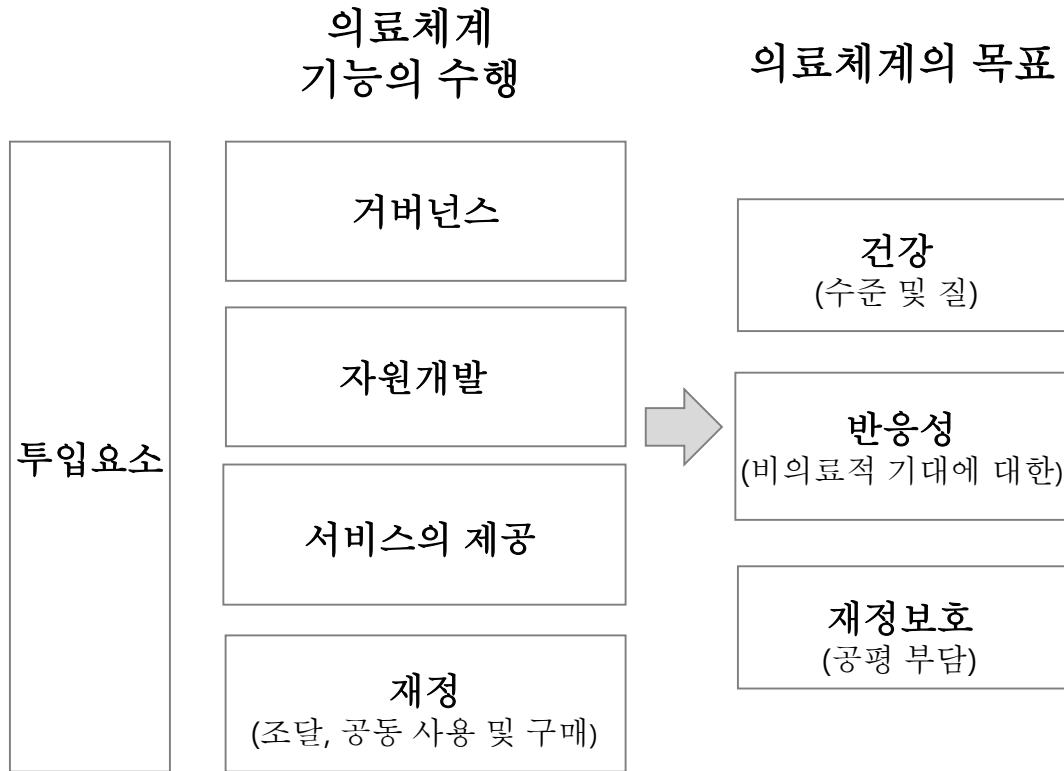 의료체계
기능의 수행
의료체계의 목표
투입요소
거버넌스
자원개발
서비스의 제공
재정
(조달, 공동 사용 및 구매)
건강
(수준 및 질)
반응성
(비의료적 기대에 대한)
재정보호
(공평 부담)